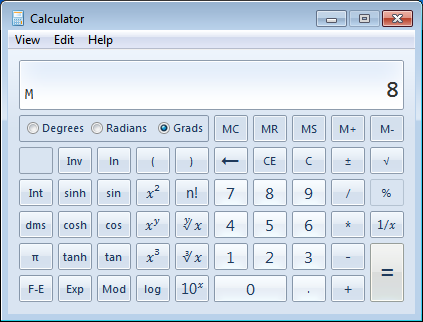 Calculator
View Edit Help
M 8
Degrees Radians Grads MC MR MS M+ M-
Inv ln ( ) ← CE C ± √
Int sinh sin x² n! 7 8 9 / %
dms cosh cos xʸ ʸ√x 4 5 6 * 1/x
π tanh tan x³ ³√x 1 2 3 - =
F-E Exp Mod log 10ˣ 0 . +